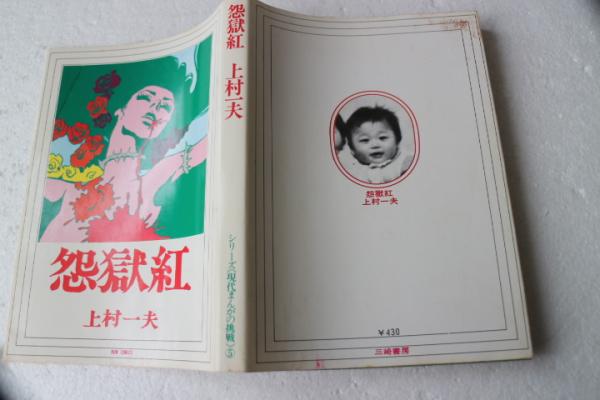 怨獄紅
上村一夫
怨獄紅 上村一夫
シリーズ《現代まんがの挑戦》⑤
怨獄紅
上村一夫
￥430
三崎書房